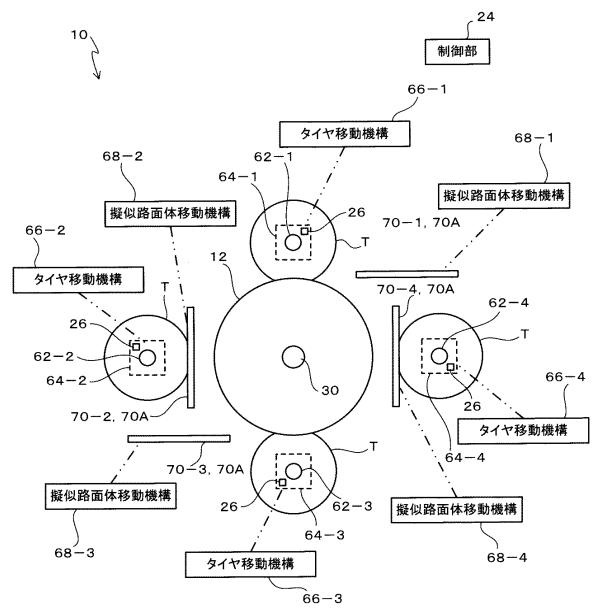 24
10
制御部
66-1
タイヤ移動機構
68-1
68-2
62-1
64-1
擬似路面体移動機構
擬似路面体移動機構
26
70-1, 70A
T
66-2
タイヤ移動機構
12
70-4, 70A
T
62-4
T
26
62-2
64-2
30
26
66-4
70-2, 70A
タイヤ移動機構
T
64-4
70-3, 70A
擬似路面体移動機構
26
62-3
擬似路面体移動機構
64-3
68-3
68-4
タイヤ移動機構
66-3